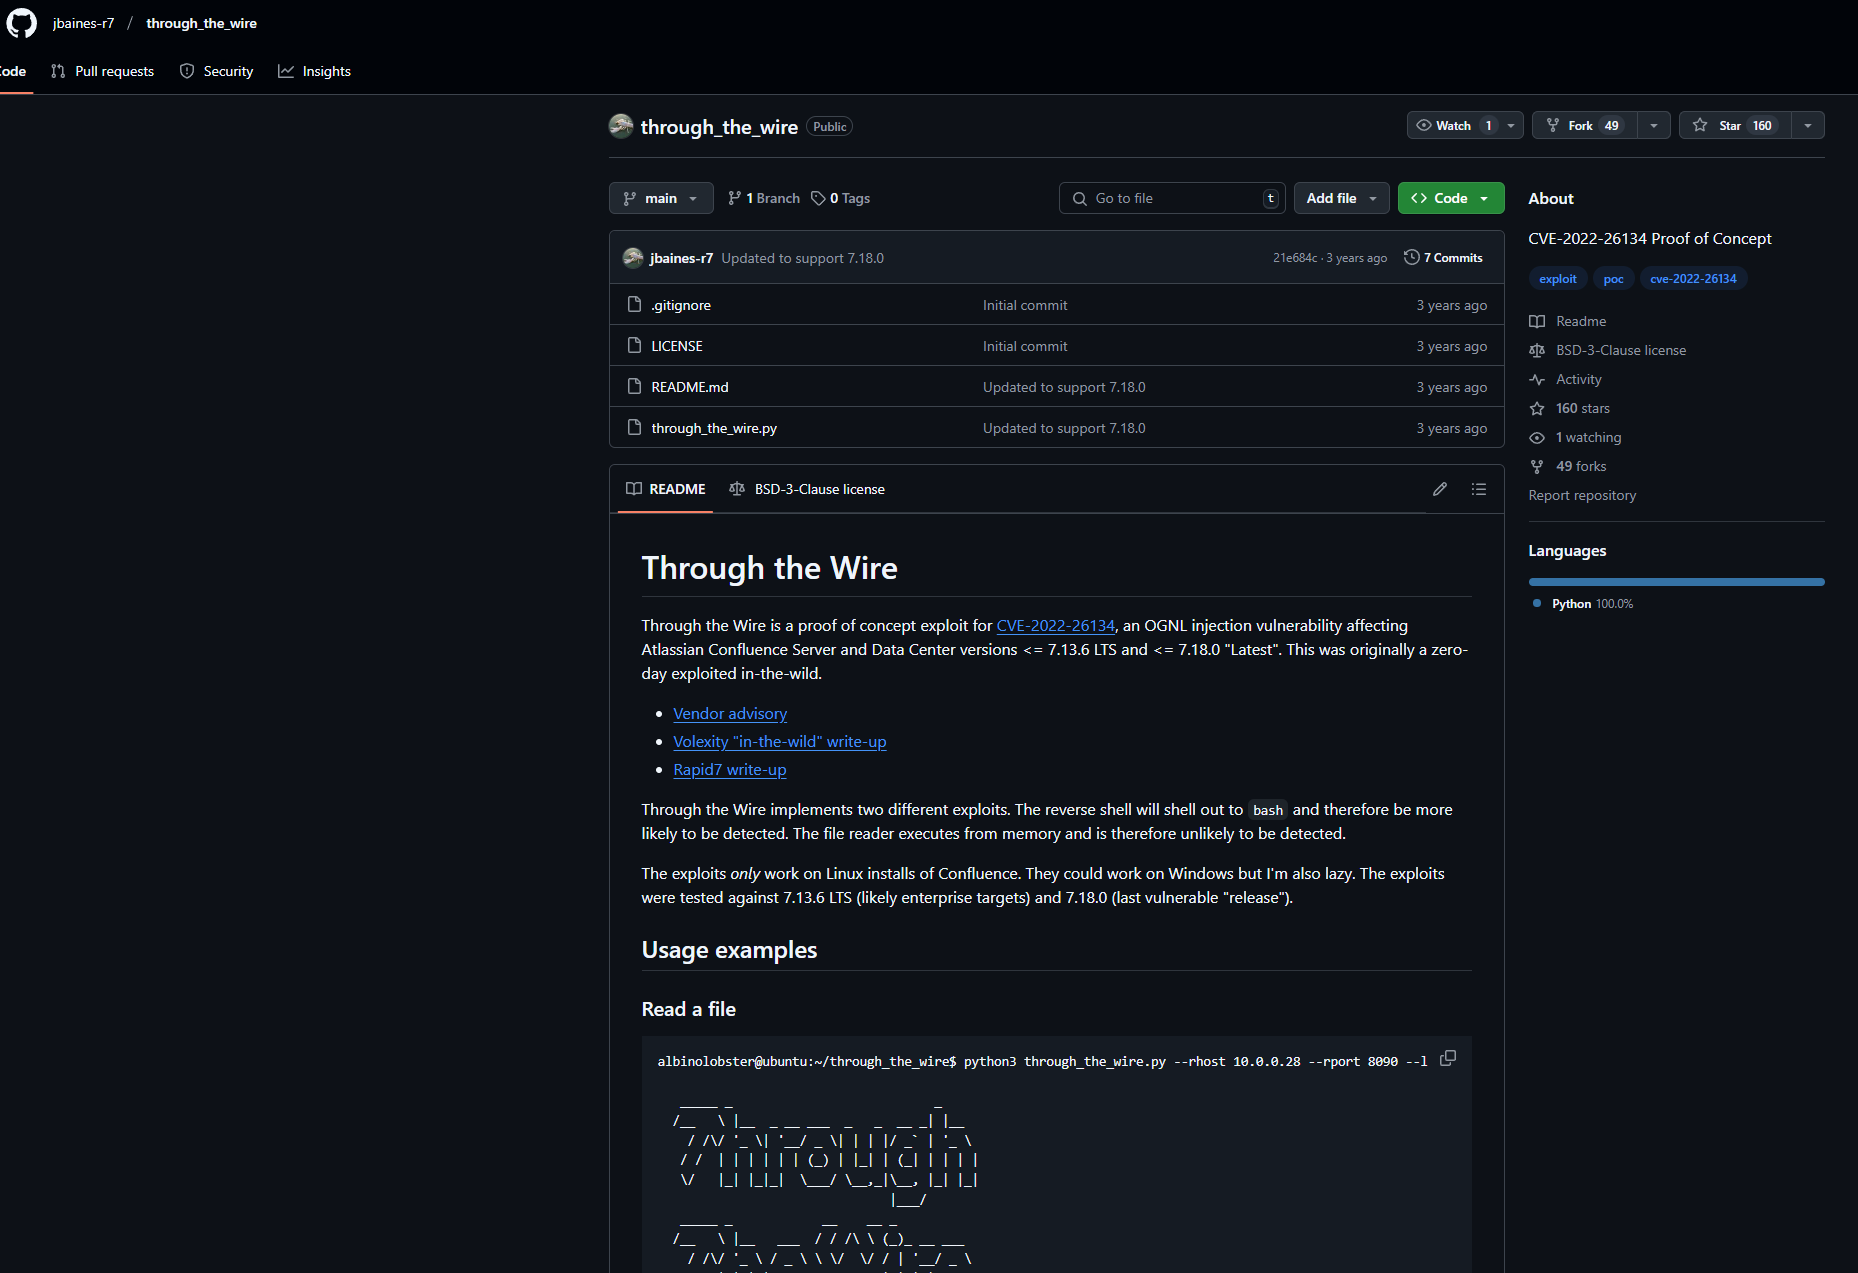 jbaines-r7 / through_the_wire
Code Pull requests Security Insights
through_the_wire Public
Watch 1 Fork 49 Star 160
main 1 Branch 0 Tags Go to file t Add file Code
jbaines-r7 Updated to support 7.18.0 21e684c · 3 years ago 7 Commits
.gitignore Initial commit 3 years ago
LICENSE Initial commit 3 years ago
README.md Updated to support 7.18.0 3 years ago
through_the_wire.py Updated to support 7.18.0 3 years ago
README BSD-3-Clause license
Through the Wire
Through the Wire is a proof of concept exploit for CVE-2022-26134, an OGNL injection vulnerability affecting
Atlassian Confluence Server and Data Center versions <= 7.13.6 LTS and <= 7.18.0 "Latest". This was originally a zero-
day exploited in-the-wild.
Vendor advisory
Volexity "in-the-wild" write-up
Rapid7 write-up
Through the Wire implements two different exploits. The reverse shell will shell out to bash and therefore be more
likely to be detected. The file reader executes from memory and is therefore unlikely to be detected.
The exploits only work on Linux installs of Confluence. They could work on Windows but I'm also lazy. The exploits
were tested against 7.13.6 LTS (likely enterprise targets) and 7.18.0 (last vulnerable "release").
Usage examples
Read a file
albinolobster@ubuntu:~/through_the_wire$ python3 through_the_wire.py --rhost 10.0.0.28 --rport 8090 --l
Through
About
CVE-2022-26134 Proof of Concept
exploit poc cve-2022-26134
Readme
BSD-3-Clause license
Activity
160 stars
1 watching
49 forks
Report repository
Languages
Python 100.0%